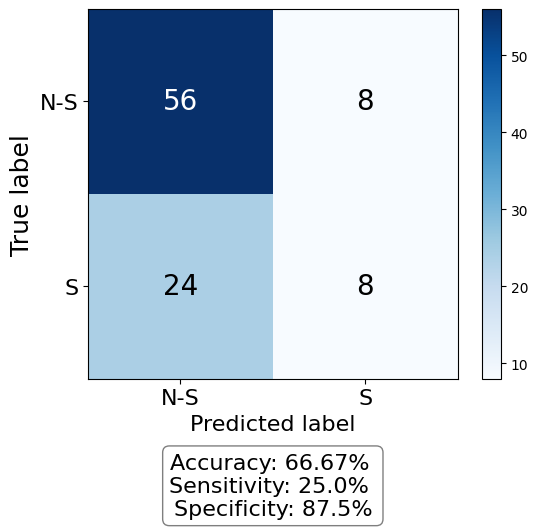 True label
N-S
56
8
50
40
30
20
10
S
24
8
N-S
S
Predicted label
Accuracy: 66.67%
Sensitivity: 25.0%
Specificity: 87.5%